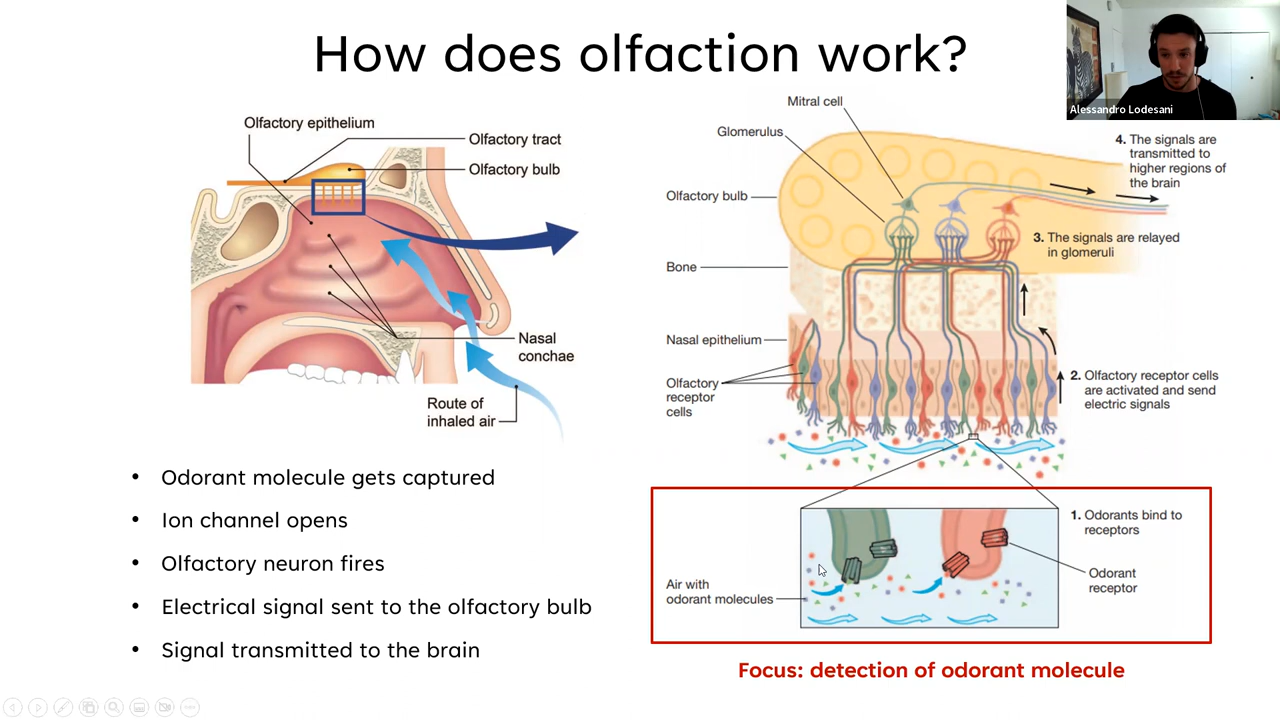 How does olfaction work?
Alessandro Lodesani
Olfactory epithelium
Olfactory tract
Olfactory bulb
Nasal
conchae
Route of
inhaled air
Mitral cell
Glomerulus
Olfactory bulb
Bone
Nasal epithelium
Olfactory
receptor
cells
4. The signals are
transmitted to
higher regions of
the brain
3. The signals are relayed
in glomeruli
2. Olfactory receptor cells
are activated and send
electric signals
1. Odorants bind to
receptors
Odorant
receptor
Air with
odorant molecules
• Odorant molecule gets captured
• Ion channel opens
• Olfactory neuron fires
• Electrical signal sent to the olfactory bulb
• Signal transmitted to the brain
Focus: detection of odorant molecule